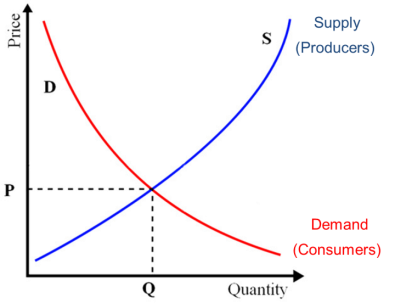 Price
D
S
Supply
(Producers)
P
Demand
(Consumers)
Q
Quantity